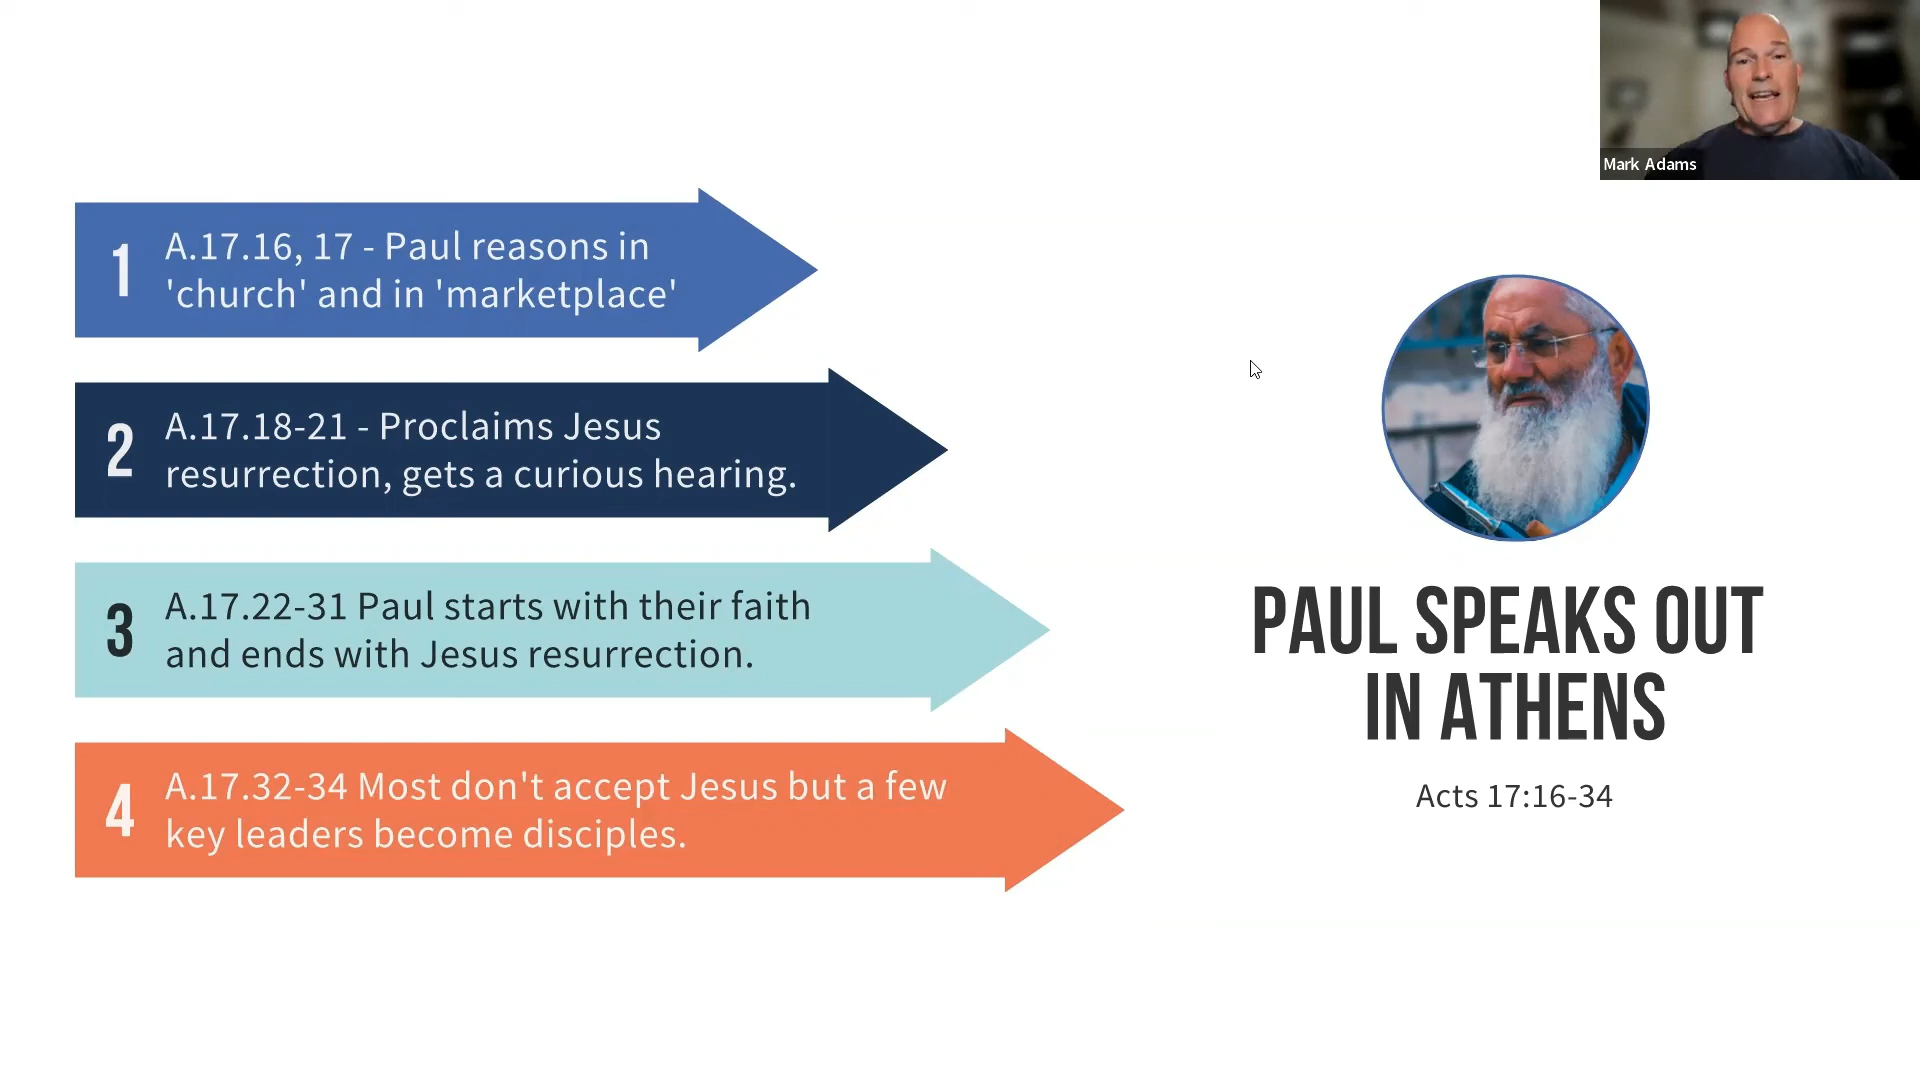 Mark Adams
1
A.17.16, 17 - Paul reasons in
'church' and in 'marketplace'
2
A.17.18-21 - Proclaims Jesus
resurrection, gets a curious hearing.
3
A.17.22-31 Paul starts with their faith
and ends with Jesus resurrection.
4
A.17.32-34 Most don't accept Jesus but a few
key leaders become disciples.
PAUL SPEAKS OUT
IN ATHENS
Acts 17:16-34